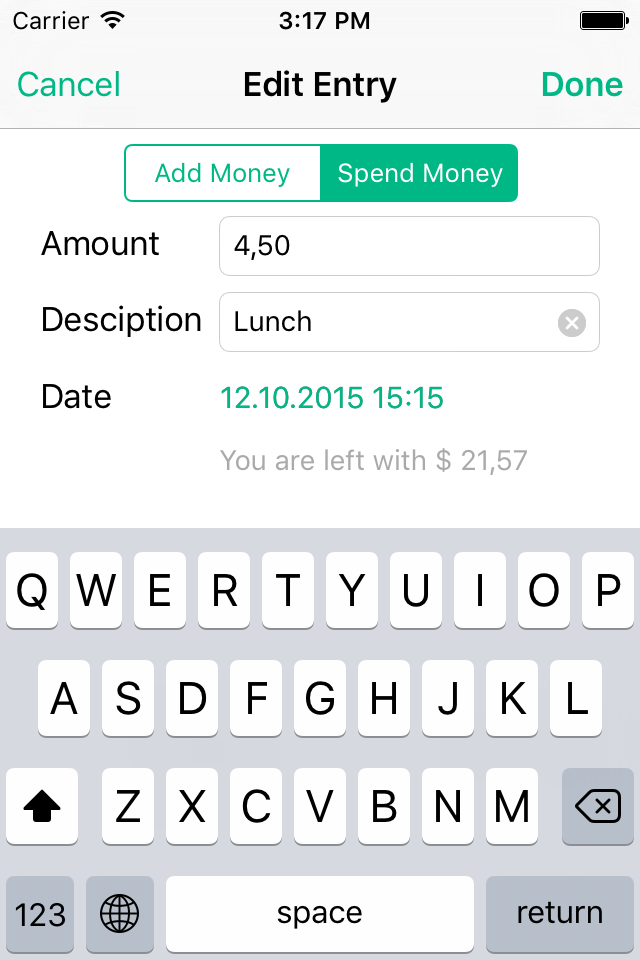 Carrier 3:17 PM
Cancel Edit Entry Done
Add Money Spend Money
Amount 4,50
Desciption Lunch
Date 12.10.2015 15:15
You are left with $ 21,57
Q W E R T Y U I O P
A S D F G H J K L
Z X C V B N M
123 space return